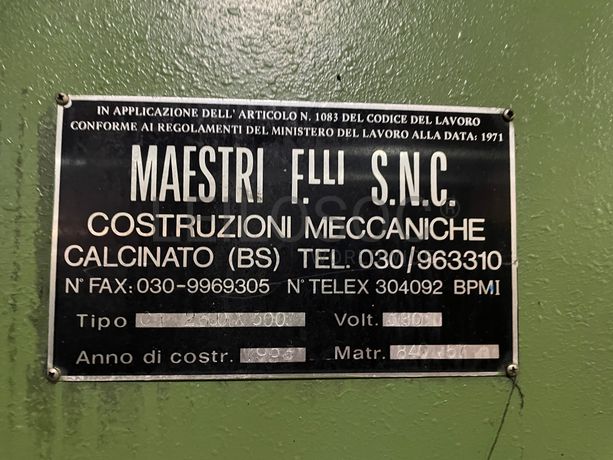 IN APPLICAZIONE DELL' ARTICOLO N. 1083 DEL CODICE DEL LAVORO
CONFORME AI REGOLAMENTI DEL MINISTERO DEL LAVORO ALLA DATA: 1971
MAESTRI F.LLI S.N.C.
COSTRUZIONI MECCANICHE
CALCINATO (BS) TEL. 030/963310
N° FAX: 030-9969305 N° TELEX 304092 BPMI
Tipo Volt.
Anno di costr. Matr.